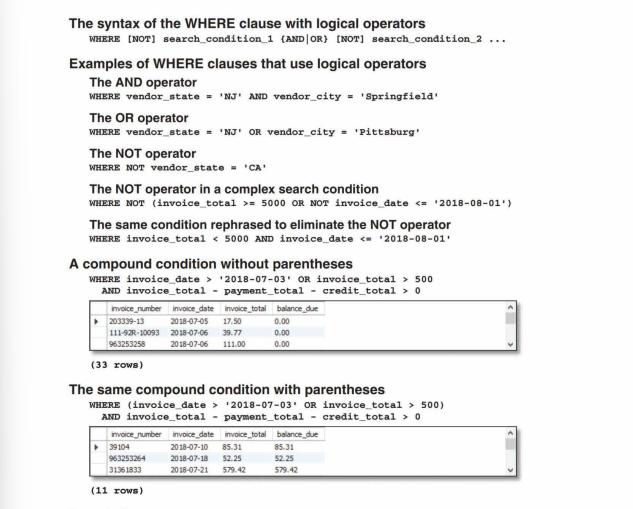 The syntax of the WHERE clause with logical operators
WHERE [NOT] search_condition_1 {AND|OR} [NOT] search_condition_2 ...
Examples of WHERE clauses that use logical operators
The AND operator
WHERE vendor_state = 'NJ' AND vendor_city = 'Springfield'
The OR operator
WHERE vendor_state = 'NJ' OR vendor_city = 'Pittsburg'
The NOT operator
WHERE NOT vendor_state = 'CA'
The NOT operator in a complex search condition
WHERE NOT (invoice_total >= 5000 OR NOT invoice_date <= '2018-08-01')
The same condition rephrased to eliminate the NOT operator
WHERE invoice_total < 5000 AND invoice_date <= '2018-08-01'
A compound condition without parentheses
WHERE invoice_date > '2018-07-03' OR invoice_total > 500
AND invoice_total - payment_total - credit_total > 0
invoice_number invoice_date invoice_total balance_due
203339-13 2018-07-05 17.50 0.00
111-92R-10093 2018-07-06 39.77 0.00
963253258 2018-07-06 111.00 0.00
(33 rows)
The same compound condition with parentheses
WHERE (invoice_date > '2018-07-03' OR invoice_total > 500)
AND invoice_total - payment_total - credit_total > 0
invoice_number invoice_date invoice_total balance_due
39104 2018-07-10 85.31 85.31
963253264 2018-07-18 52.25 52.25
31361833 2018-07-21 579.42 579.42
(11 rows)